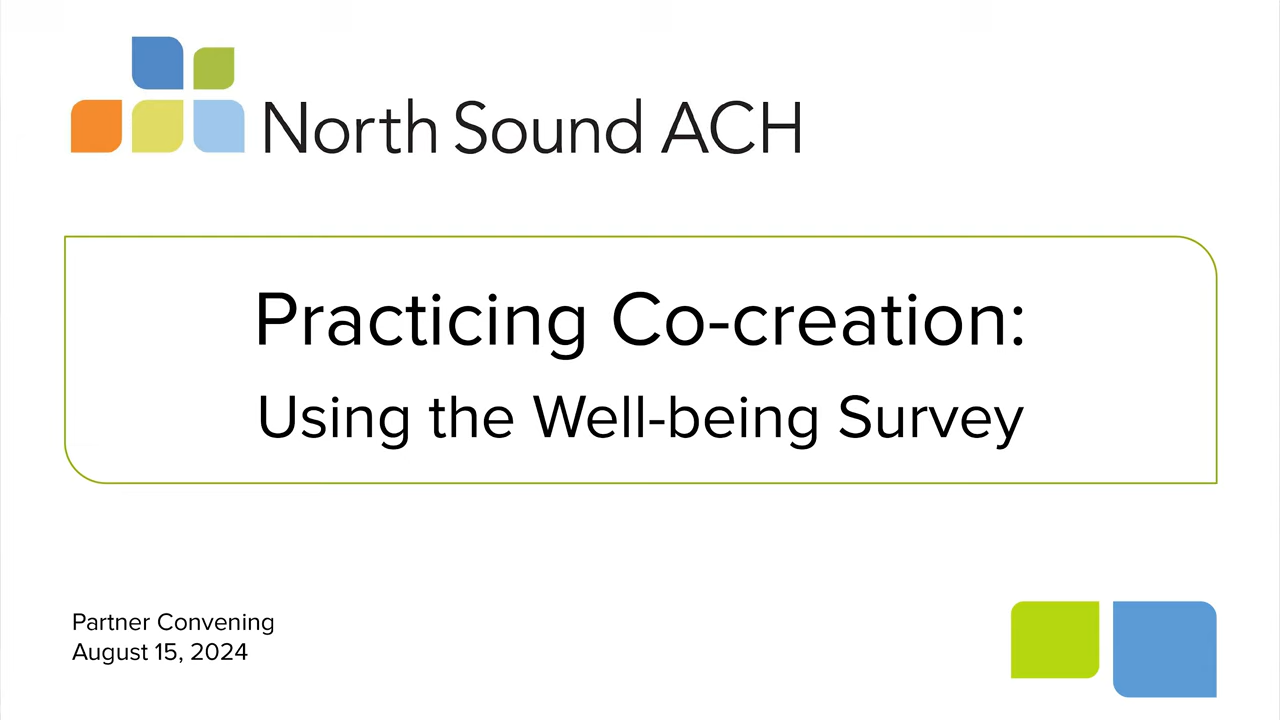 North Sound ACH
Practicing Co-creation:
Using the Well-being Survey
Partner Convening
August 15, 2024